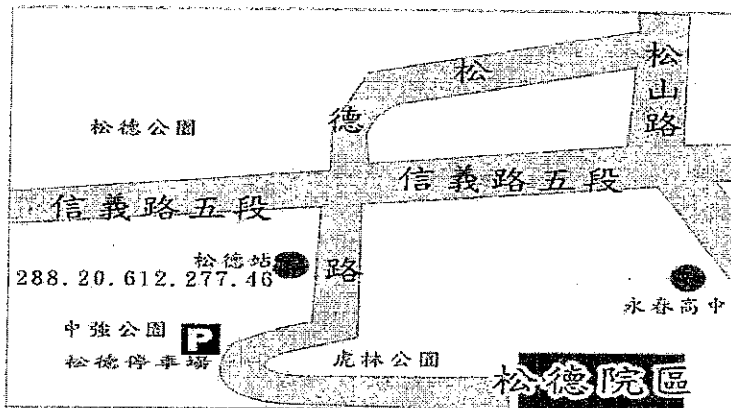 松
松山路
德
松德公園
信義路五段
信義路五段
松德站
288.20.612.277.46
路
永春高中
中強公園
P
松德停車場
虎林公園
松德院區